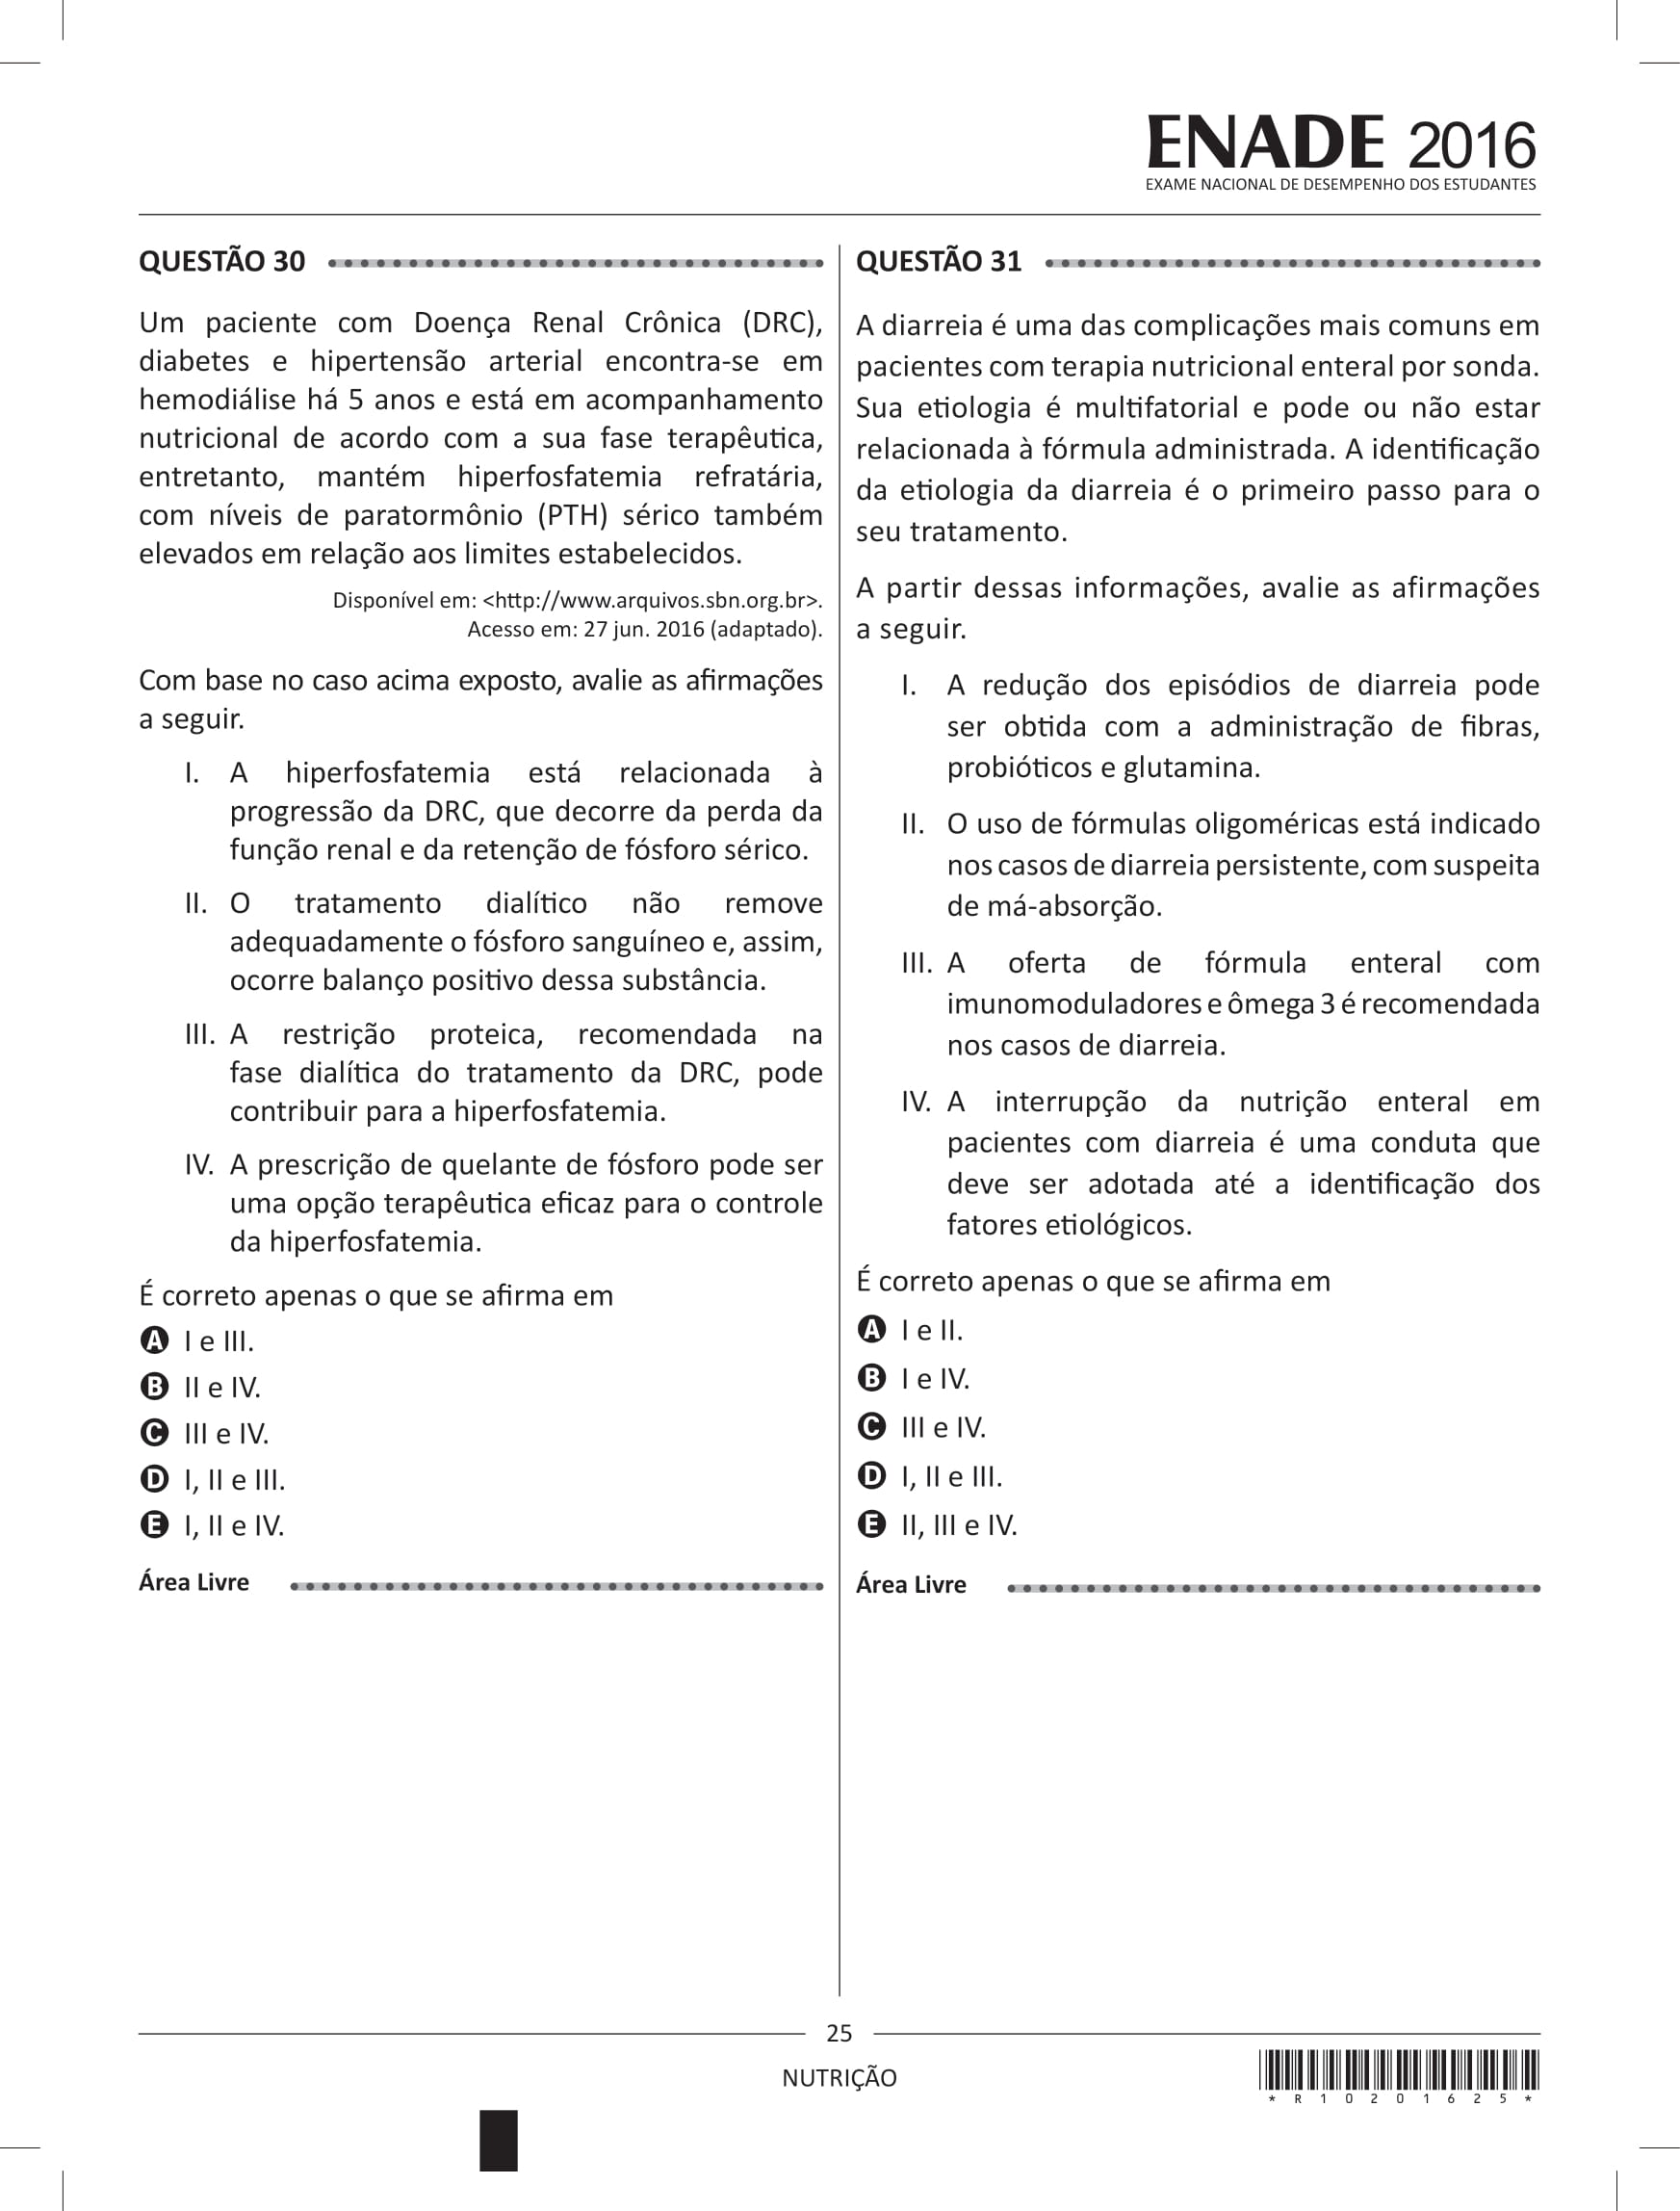 ENADE 2016
EXAME NACIONAL DE DESEMPENHO DOS ESTUDANTES
QUESTÃO 30
Um paciente com Doença Renal Crônica (DRC),
diabetes e hipertensão arterial encontra-se em
hemodiálise há 5 anos e está em acompanhamento
nutricional de acordo com a sua fase terapêutica,
entretanto, mantém hiperfosfatemia refratária,
com níveis de paratormônio (PTH) sérico também
elevados em relação aos limites estabelecidos.
Disponível em: <http://www.arquivos.sbn.org.br>.
Acesso em: 27 jun. 2016 (adaptado).
Com base no caso acima exposto, avalie as afirmações
a seguir.
I. A hiperfosfatemia está relacionada à
progressão da DRC, que decorre da perda da
função renal e da retenção de fósforo sérico.
II. O tratamento dialítico não remove
adequadamente o fósforo sanguíneo e, assim,
ocorre balanço positivo dessa substância.
III. A restrição proteica, recomendada na
fase dialítica do tratamento da DRC, pode
contribuir para a hiperfosfatemia.
IV. A prescrição de quelante de fósforo pode ser
uma opção terapêutica eficaz para o controle
da hiperfosfatemia.
É correto apenas o que se afirma em
A I e III.
B II e IV.
C III e IV.
D I, II e III.
E I, II e IV.
Área Livre
QUESTÃO 31
A diarreia é uma das complicações mais comuns em
pacientes com terapia nutricional enteral por sonda.
Sua etiologia é multifatorial e pode ou não estar
relacionada à fórmula administrada. A identificação
da etiologia da diarreia é o primeiro passo para o
seu tratamento.
A partir dessas informações, avalie as afirmações
a seguir.
I. A redução dos episódios de diarreia pode
ser obtida com a administração de fibras,
probióticos e glutamina.
II. O uso de fórmulas oligoméricas está indicado
nos casos de diarreia persistente, com suspeita
de má-absorção.
III. A oferta de fórmula enteral com
imunomoduladores e ômega 3 é recomendada
nos casos de diarreia.
IV. A interrupção da nutrição enteral em
pacientes com diarreia é uma conduta que
deve ser adotada até a identificação dos
fatores etiológicos.
É correto apenas o que se afirma em
A I e II.
B I e IV.
C III e IV.
D I, II e III.
E II, III e IV.
Área Livre
25
NUTRIÇÃO
* R 1 0 2 0 1 6 2 5 *